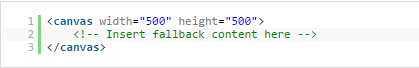 1 <canvas width="500" height="500">
2     <!-- Insert fallback content here -->
3 </canvas>